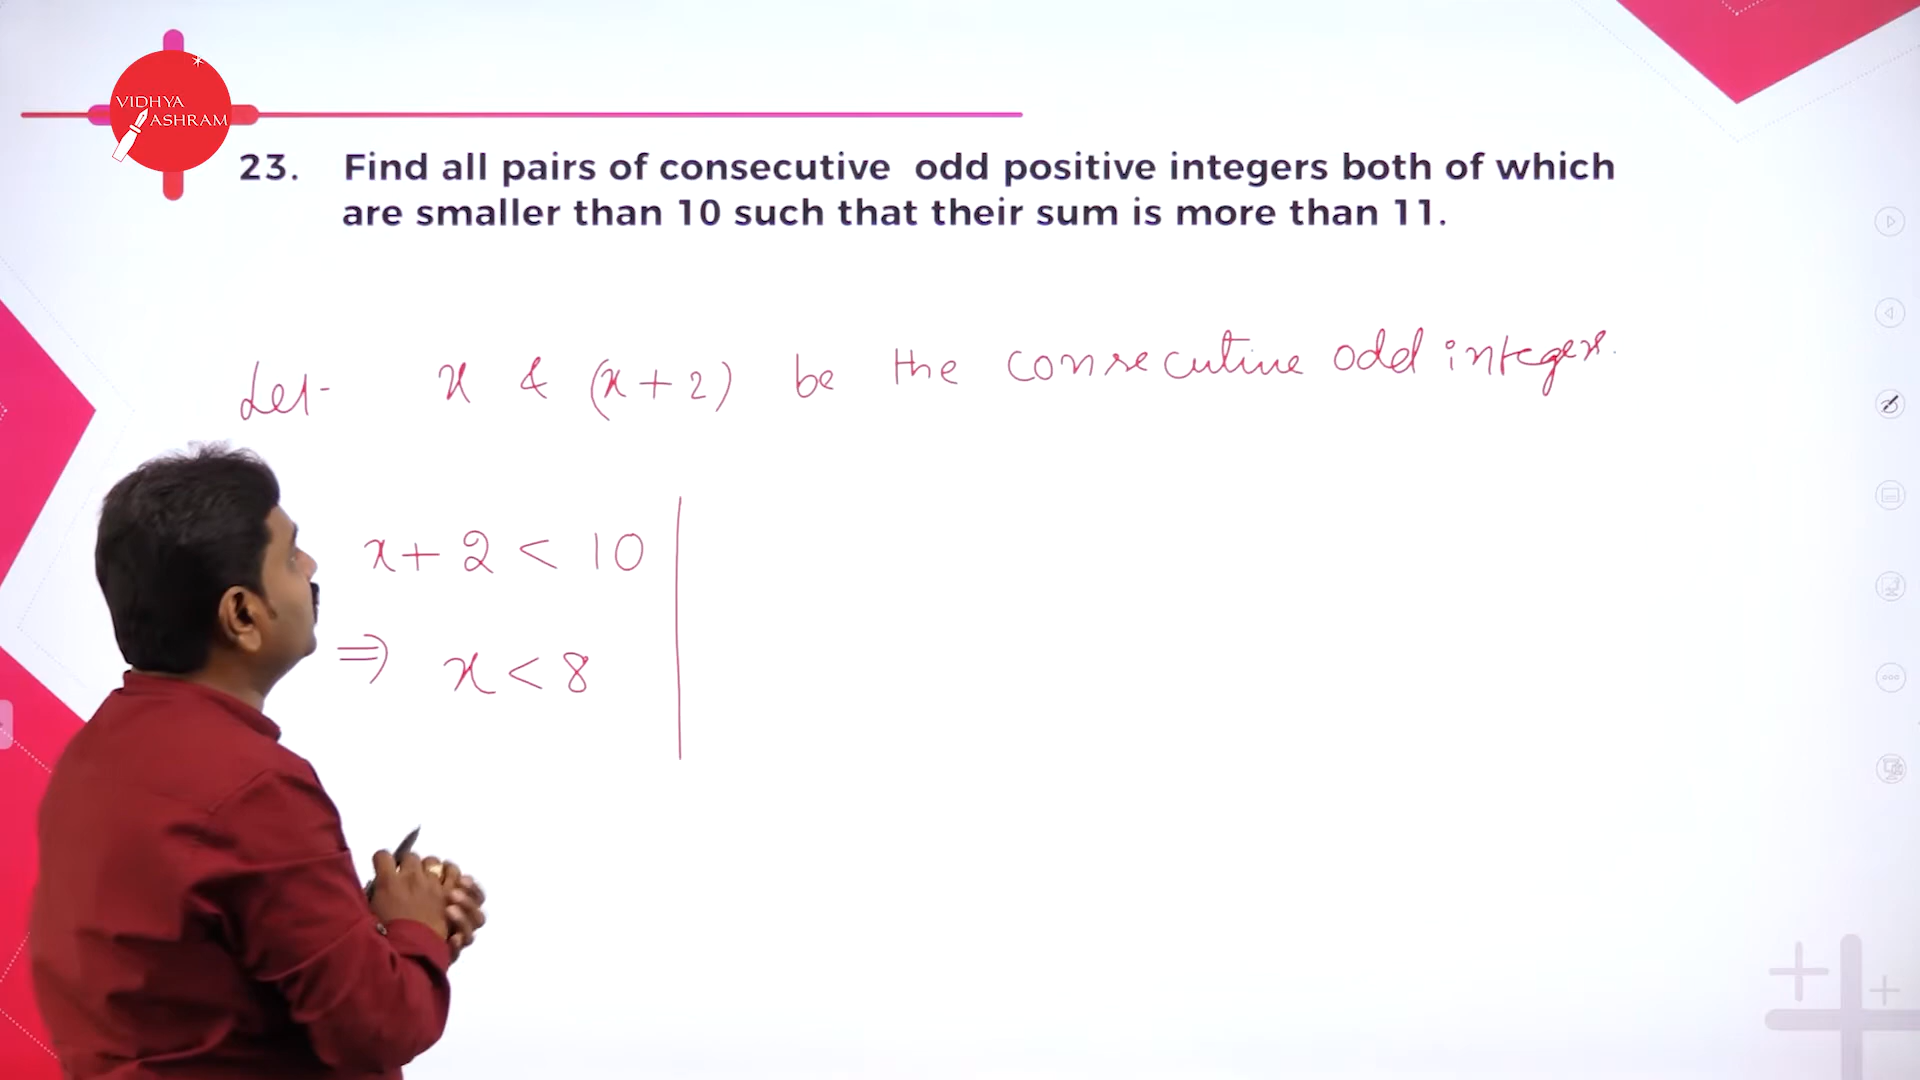 VIDHYA
ASHRAM
23. Find all pairs of consecutive odd positive integers both of which
are smaller than 10 such that their sum is more than 11.
Let x & (x+2) be the consecutive odd integers.
x+2 < 10
⇒ x < 8